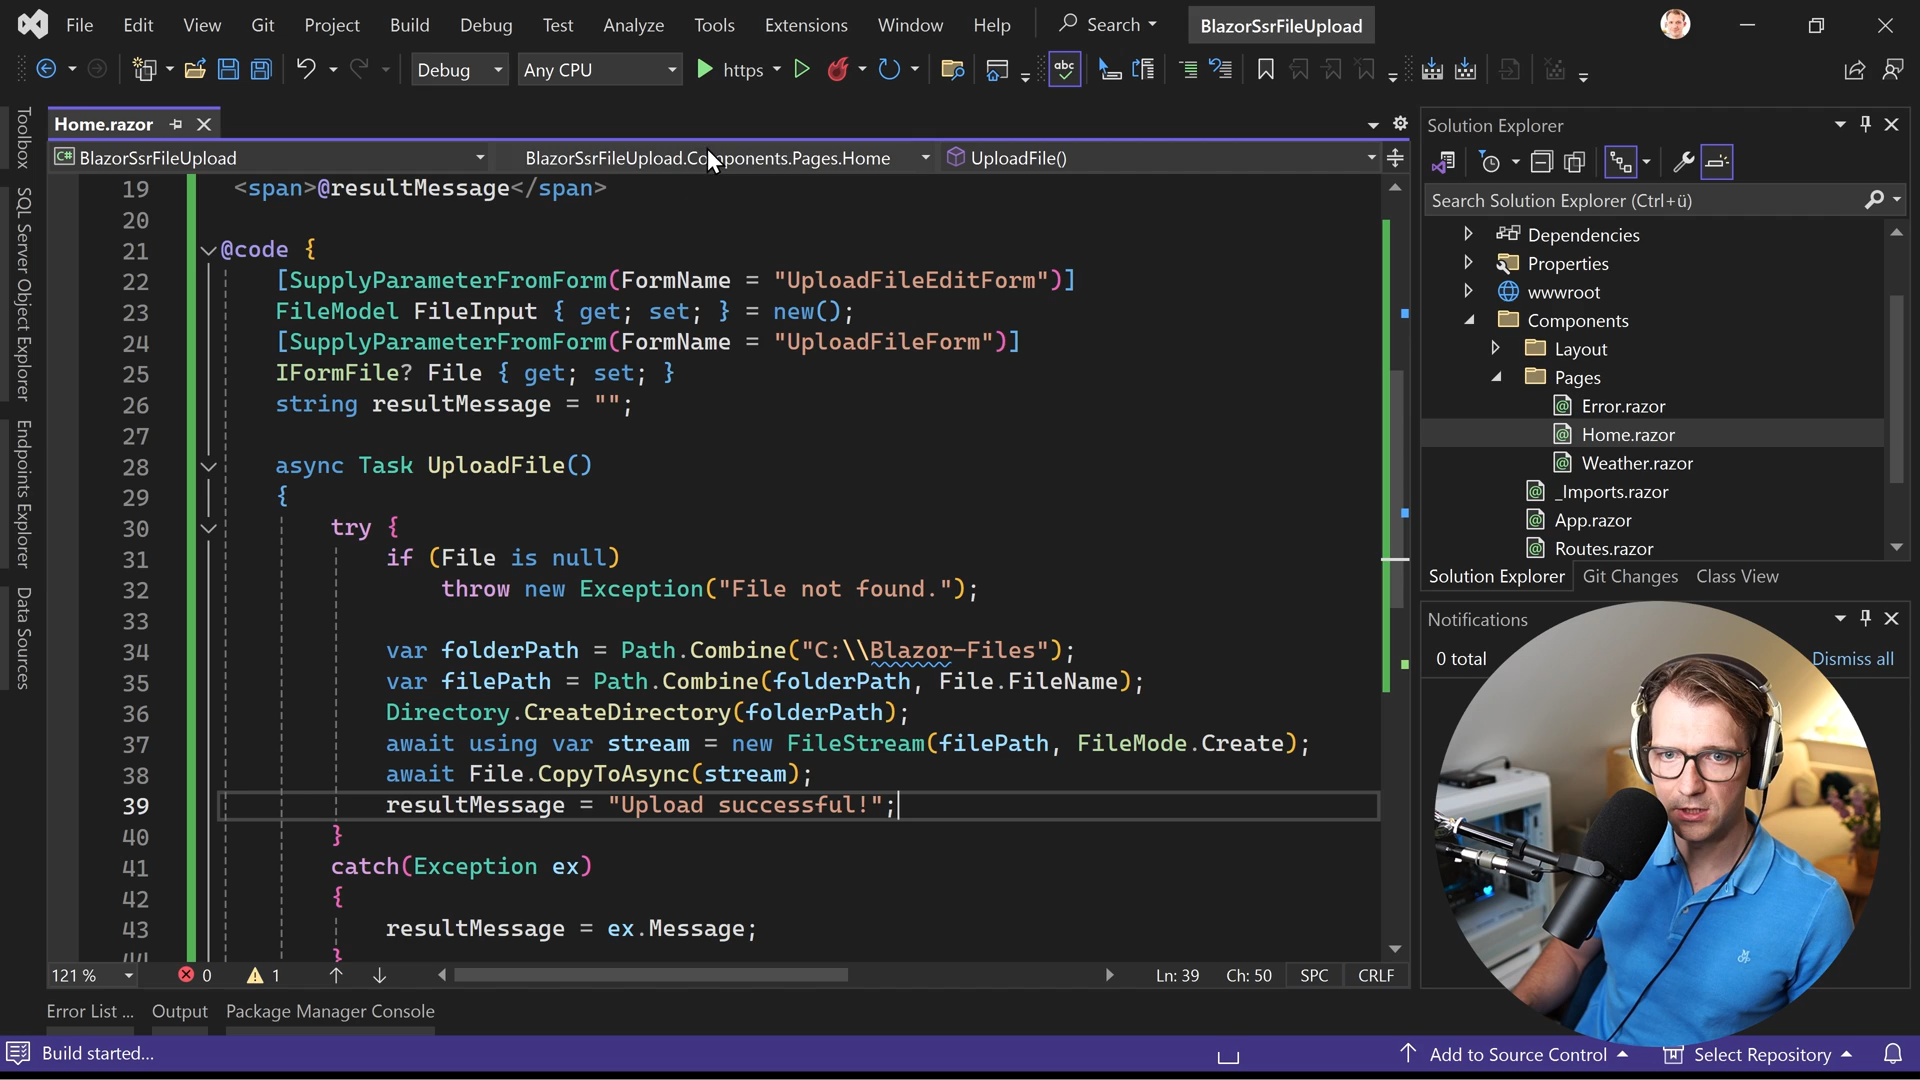 File Edit View Git Project Build Debug Test Analyze Tools Extensions Window Help Search BlazorSsrFileUpload
Debug Any CPU https abc
Home.razor
C# BlazorSsrFileUpload BlazorSsrFileUpload.Components.Pages.Home UploadFile()
Toolbox
SQL Server Object Explorer
Endpoints Explorer
Data Sources
19 <span>@resultMessage</span>
20
21 @code {
22 [SupplyParameterFromForm(FormName = "UploadFileEditForm")]
23 FileModel FileInput { get; set; } = new();
24 [SupplyParameterFromForm(FormName = "UploadFileForm")]
25 IFormFile? File { get; set; }
26 string resultMessage = "";
27
28 async Task UploadFile()
29 {
30 try {
31 if (File is null)
32 throw new Exception("File not found.");
33
34 var folderPath = Path.Combine("C:\\Blazor-Files");
35 var filePath = Path.Combine(folderPath, File.FileName);
36 Directory.CreateDirectory(folderPath);
37 await using var stream = new FileStream(filePath, FileMode.Create);
38 await File.CopyToAsync(stream);
39 resultMessage = "Upload successful!";
40 }
41 catch(Exception ex)
42 {
43 resultMessage = ex.Message;
44 }
121 % 0 1 Ln: 39 Ch: 50 SPC CRLF
Error List ... Output Package Manager Console
Build started... Add to Source Control Select Repository
Solution Explorer
Search Solution Explorer (Ctrl+ü)
Dependencies
Properties
wwwroot
Components
Layout
Pages
Error.razor
Home.razor
Weather.razor
_Imports.razor
App.razor
Routes.razor
Solution Explorer Git Changes Class View
Notifications
0 total Dismiss all